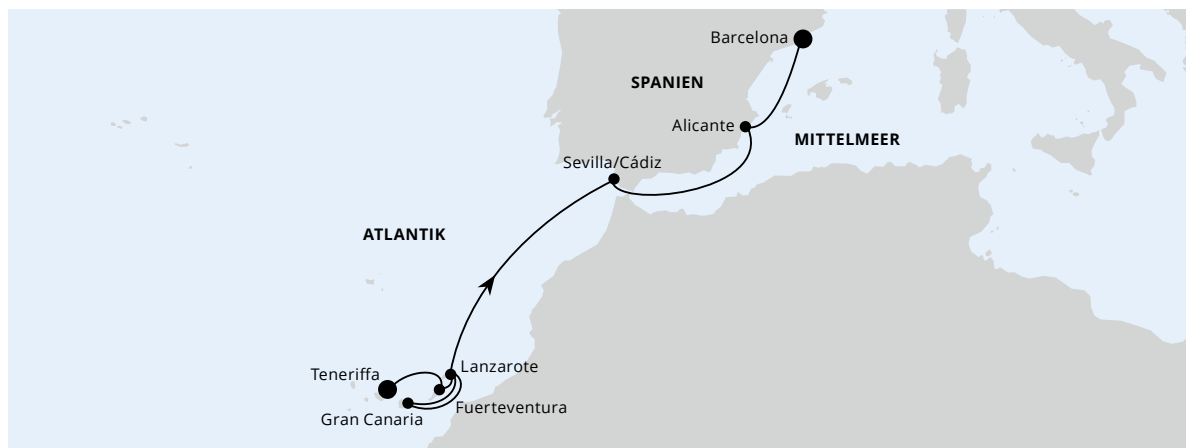 Barcelona
SPANIEN
Alicante
MITTELMEER
Sevilla/Cádiz
ATLANTIK
Lanzarote
Teneriffa
Fuerteventura
Gran Canaria